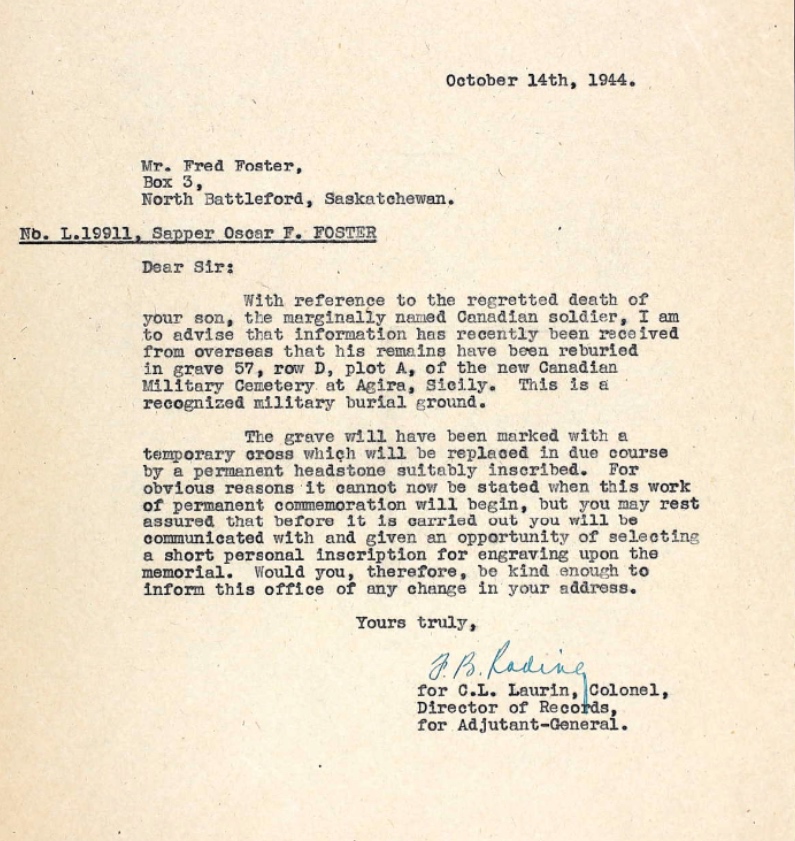 October 14th, 1944.
Mr. Fred Foster,
Box 3,
North Battleford, Saskatchewan.
No. L.19911, Sapper Oscar F. FOSTER
Dear Sir:
With reference to the regretted death of
your son, the marginally named Canadian soldier, I am
to advise that information has recently been received
from overseas that his remains have been reburied
in grave 57, row D, plot A, of the new Canadian
Military Cemetery at Agira, Sicily. This is a
recognized military burial ground.
The grave will have been marked with a
temporary cross which will be replaced in due course
by a permanent headstone suitably inscribed. For
obvious reasons it cannot now be stated when this work
of permanent commemoration will begin, but you may rest
assured that before it is carried out you will be
communicated with and given an opportunity of selecting
a short personal inscription for engraving upon the
memorial. Would you, therefore, be kind enough to
inform this office of any change in your address.
Yours truly,
for C.L. Laurin, Colonel,
Director of Records,
for Adjutant-General.